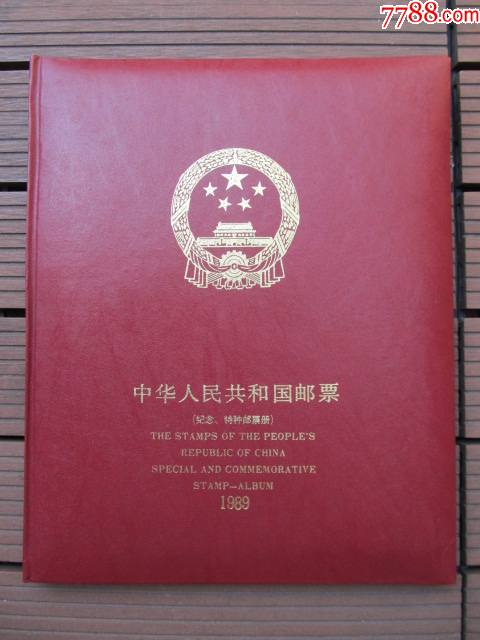 7788.com
中华人民共和国邮票
(纪念、特种邮票册)
THE STAMPS OF THE PEOPLE'S
REPUBLIC OF CHINA
SPECIAL AND COMMEMORATIVE
STAMP-ALBUM
1989